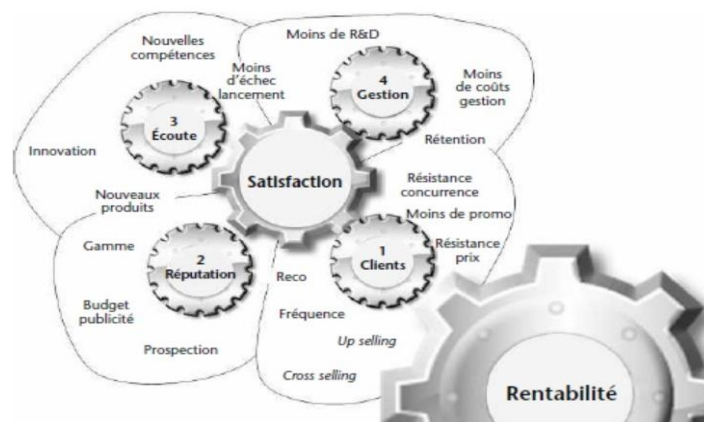 Nouvelles
compétences
Moins de R&D
Moins
d'échec
lancement
4
Gestion
Moins
de coûts
gestion
3
Écoute
Rétention
Innovation
Satisfaction
Résistance
concurrence
Nouveaux
produits
Moins de promo
Gamme
2
Réputation
Reco
1
Clients
Résistance
prix
Budget
publicité
Fréquence
Up selling
Prospection
Cross selling
Rentabilité